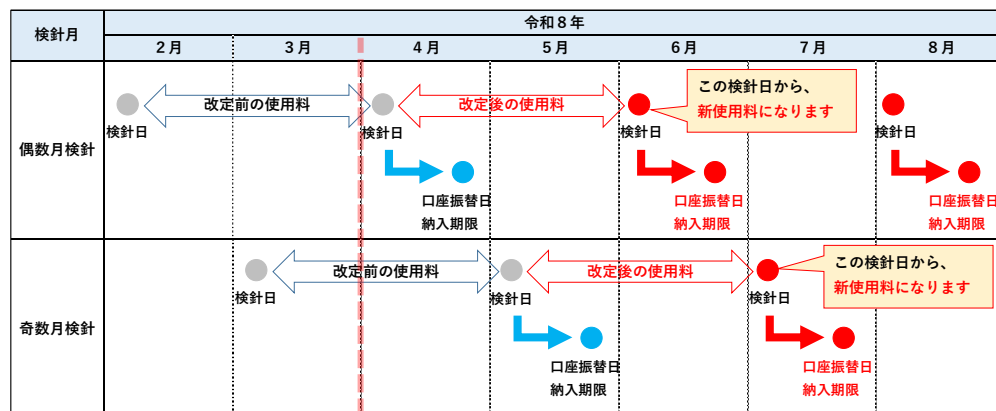 検針月
令和８年
２月
３月
４月
５月
６月
７月
８月
偶数月検針
改定前の使用料
改定後の使用料
この検針日から、
新使用料になります
検針日
検針日
検針日
検針日
口座振替日
納入期限
口座振替日
納入期限
口座振替日
納入期限
奇数月検針
改定前の使用料
改定後の使用料
この検針日から、
新使用料になります
検針日
検針日
検針日
口座振替日
納入期限
口座振替日
納入期限